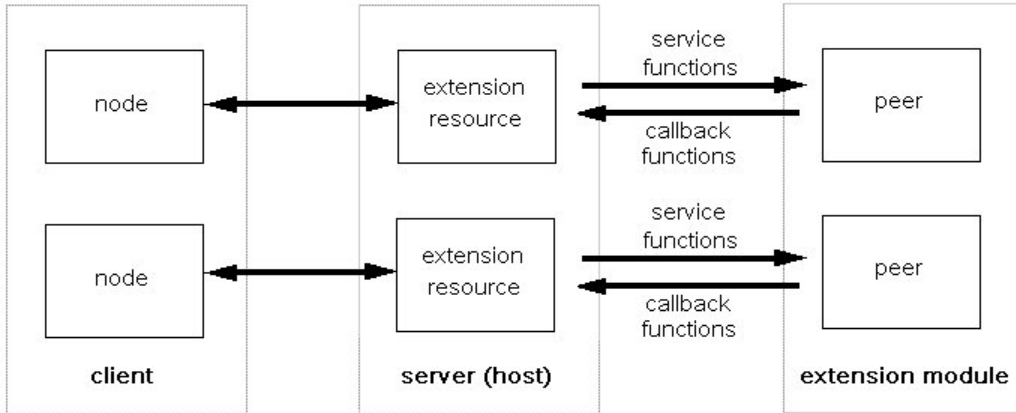 node
extension
resource
service
functions
callback
functions
peer
node
extension
resource
service
functions
callback
functions
peer
client
server (host)
extension module